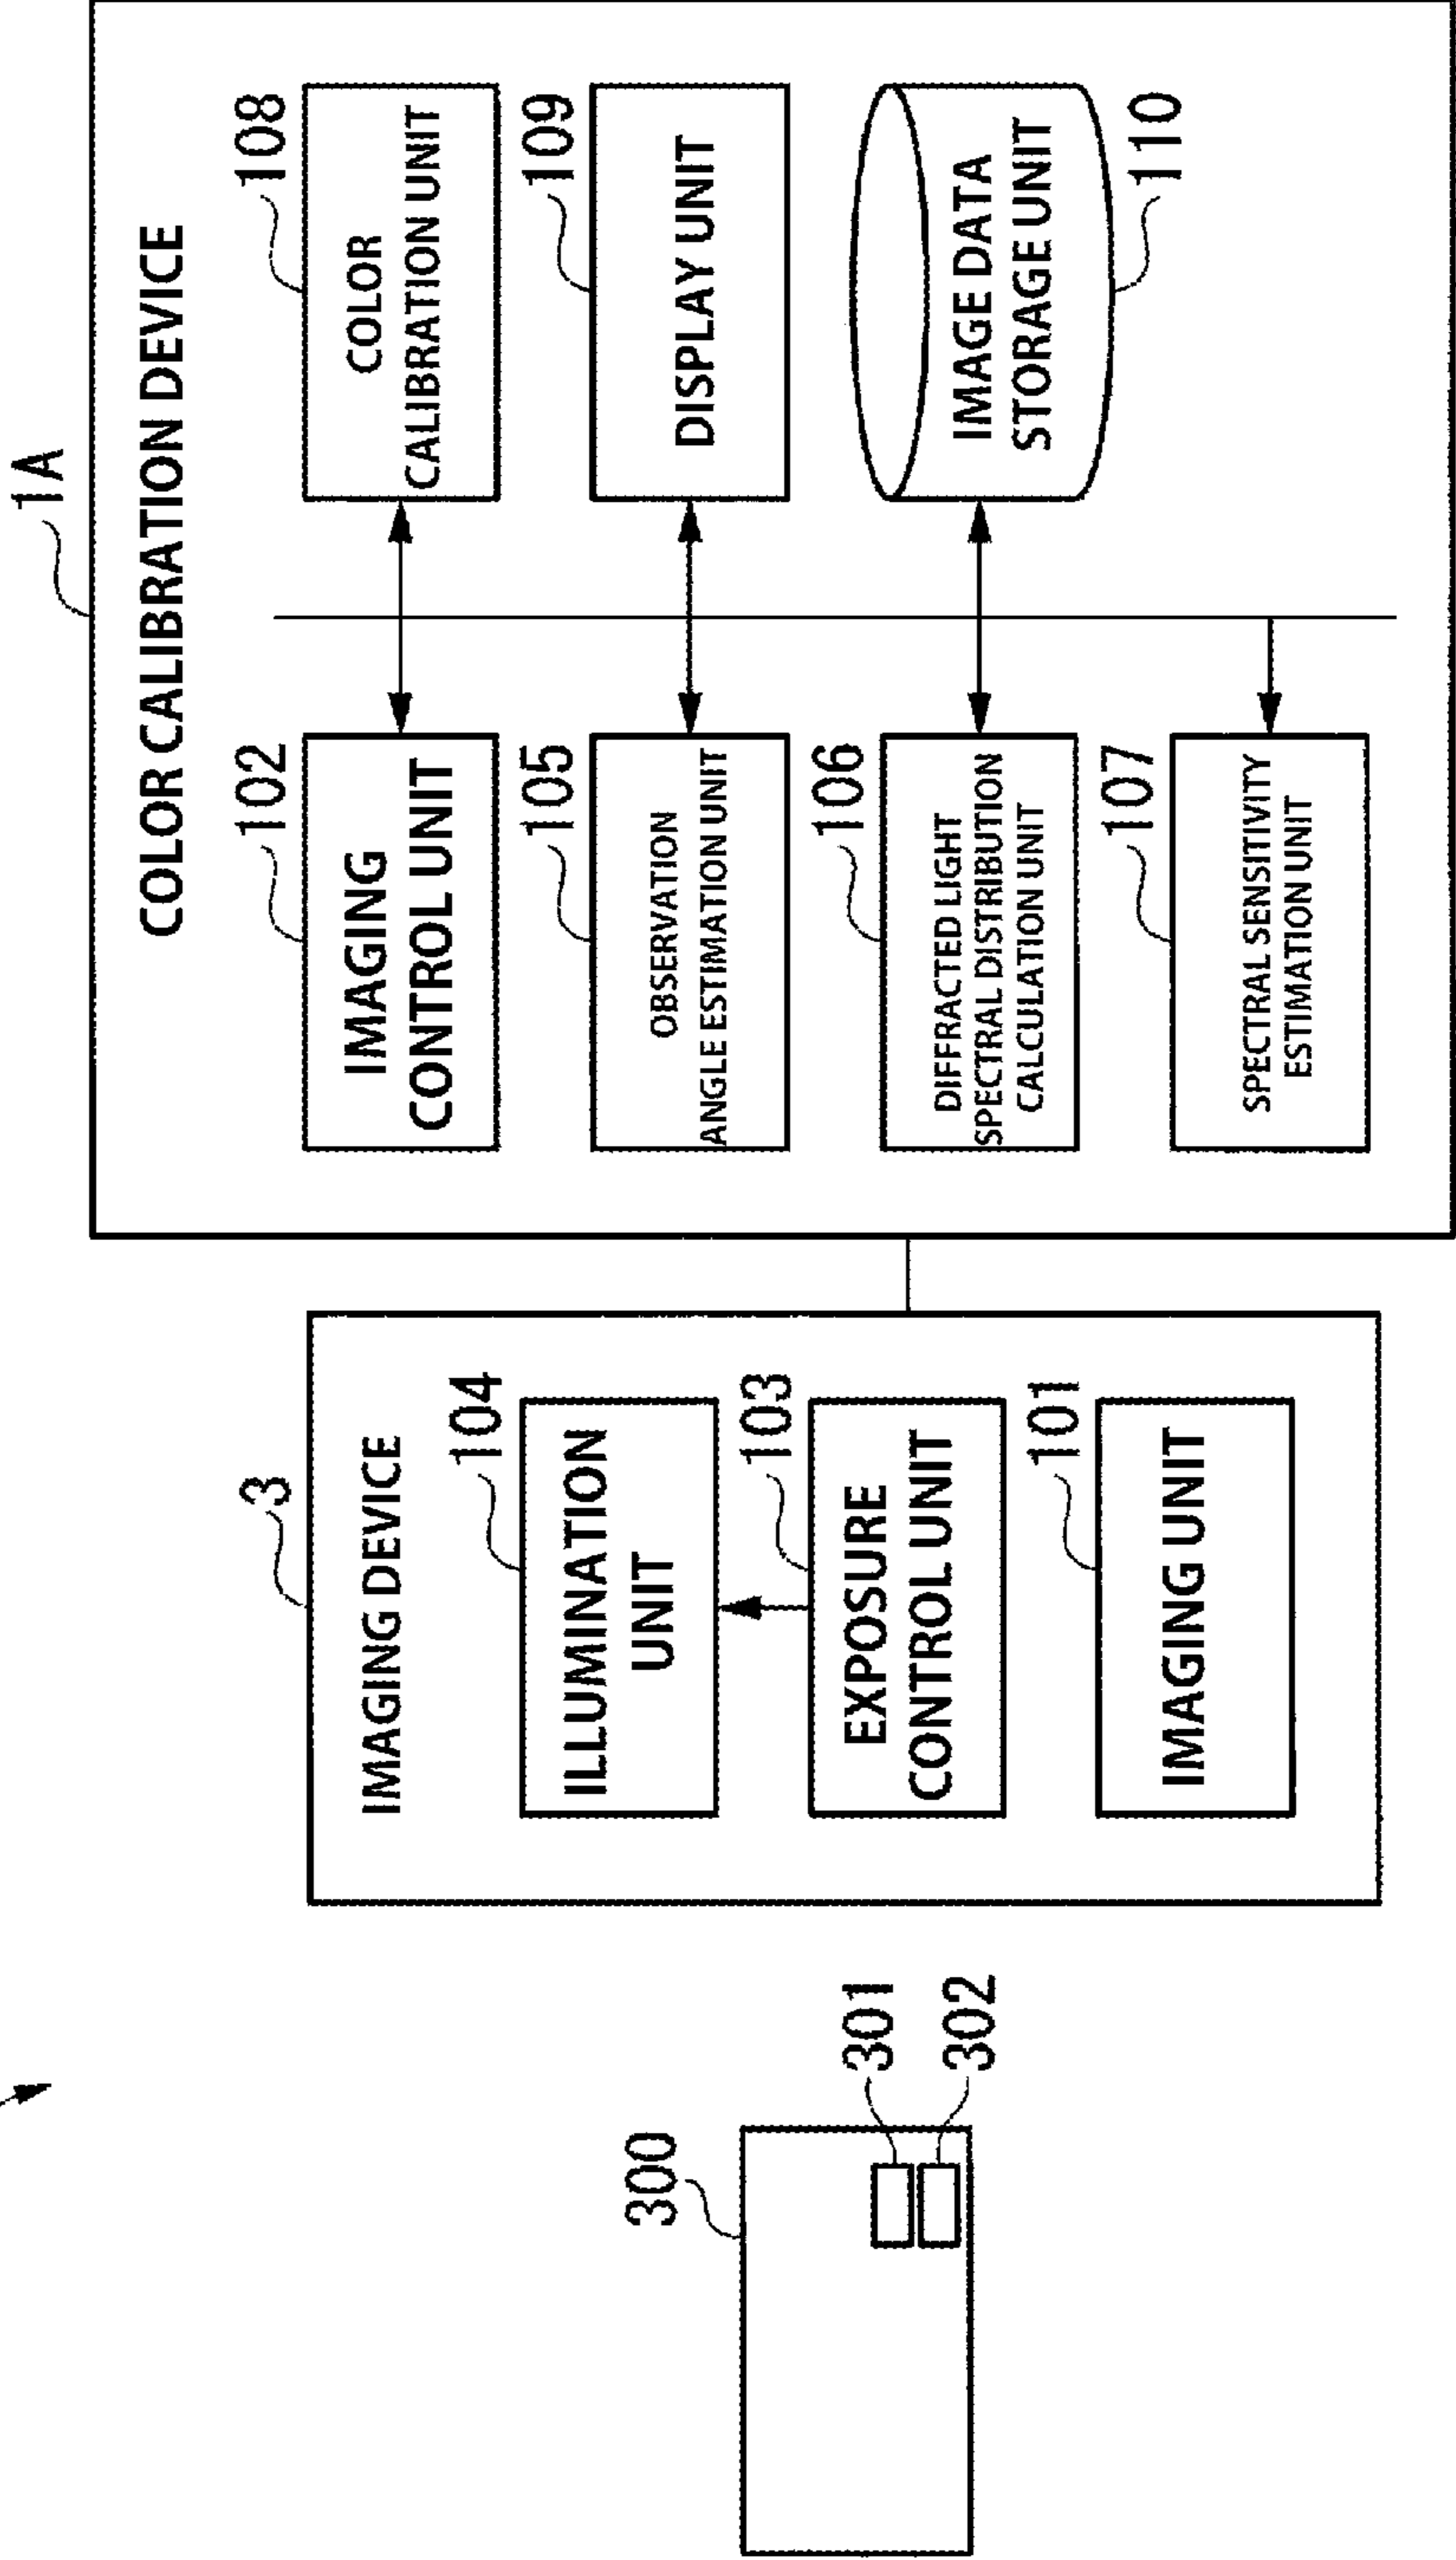 1A
COLOR CALIBRATION DEVICE
102
IMAGING
CONTROL UNIT
108
COLOR
CALIBRATION UNIT
105
OBSERVATION
ANGLE ESTIMATION UNIT
109
DISPLAY UNIT
106
DIFFRACTED LIGHT
SPECTRAL DISTRIBUTION
CALCULATION UNIT
IMAGE DATA
STORAGE UNIT
110
107
SPECTRAL SENSITIVITY
ESTIMATION UNIT
3
IMAGING DEVICE
104
ILLUMINATION
UNIT
103
EXPOSURE
CONTROL UNIT
101
IMAGING UNIT
300
301
302